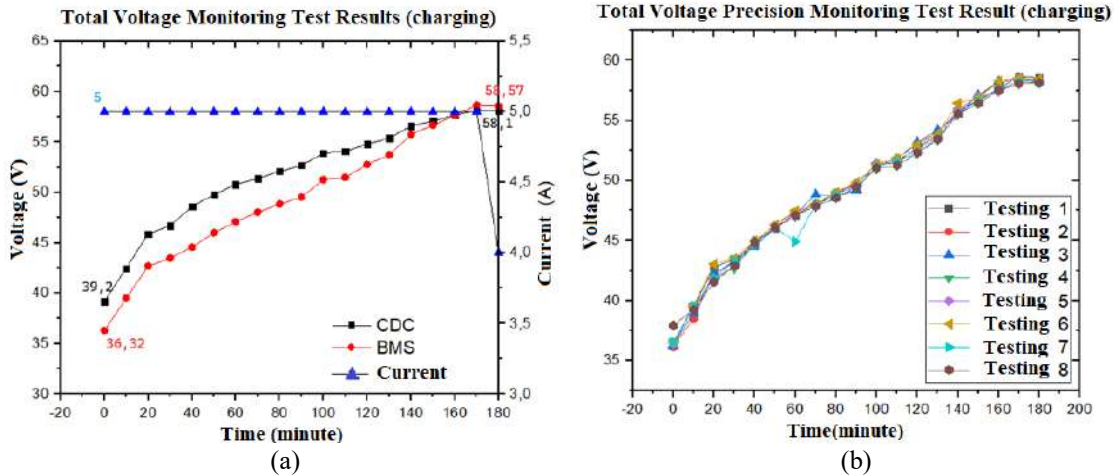 Total Voltage Monitoring Test Results (charging)
65
60
55
50
45
40
35
30
Voltage (V)
5,5
5,0
4,5
4,0
3,5
3,0
Current (A)
5
58,57
58,1
39,2
36,32
CDC
BMS
Current
-20 0 20 40 60 80 100 120 140 160 180
Time (minute)
(a)
Total Voltage Precision Monitoring Test Result (charging)
60
55
50
45
40
35
Voltage (V)
Testing 1
Testing 2
Testing 3
Testing 4
Testing 5
Testing 6
Testing 7
Testing 8
-20 0 20 40 60 80 100 120 140 160 180 200
Time(minute)
(b)